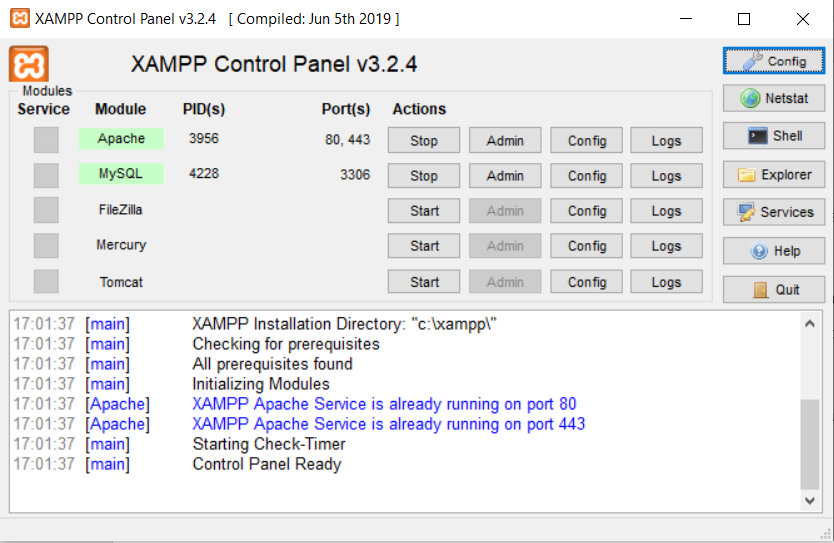 XAMPP Control Panel v3.2.4 [ Compiled: Jun 5th 2019 ]
XAMPP Control Panel v3.2.4
Config
Modules
Service Module PID(s) Port(s) Actions
Netstat
Apache 3956 80, 443 Stop Admin Config Logs
Shell
MySQL 4228 3306 Stop Admin Config Logs
Explorer
FileZilla Start Admin Config Logs
Services
Mercury Start Admin Config Logs
Help
Tomcat Start Admin Config Logs
Quit
17:01:37 [main] XAMPP Installation Directory: "c:\xampp\"
17:01:37 [main] Checking for prerequisites
17:01:37 [main] All prerequisites found
17:01:37 [main] Initializing Modules
17:01:37 [Apache] XAMPP Apache Service is already running on port 80
17:01:37 [Apache] XAMPP Apache Service is already running on port 443
17:01:37 [main] Starting Check-Timer
17:01:37 [main] Control Panel Ready